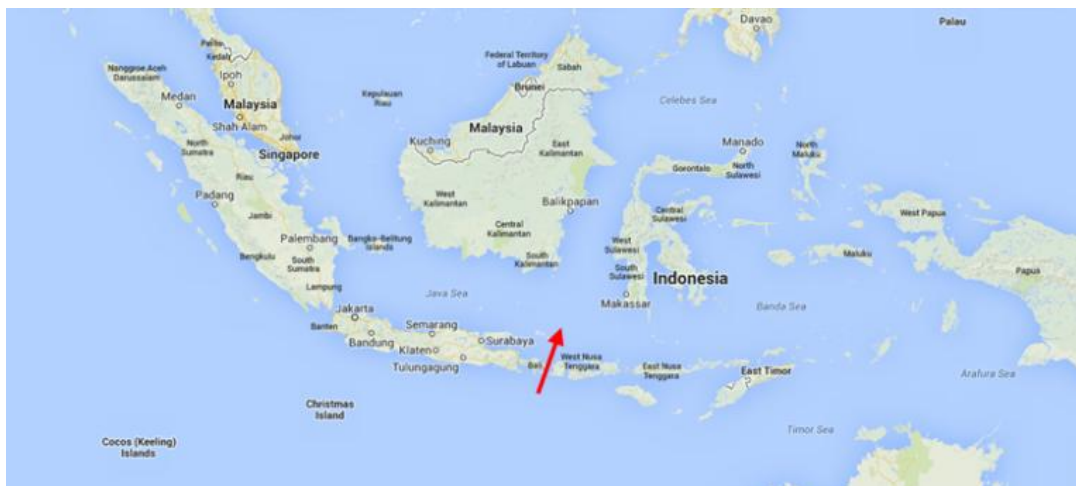 Davao
Palau
Perlis
Kedah
Federal Territory
of Labuan
Sabah
Nanggroe Aceh
Darussalam
Ipoh
Brunei
Medan
Malaysia
Kepulauan
Riau
Celebes Sea
Shah Alam
Johor
Malaysia
Kuching
East
Kalimantan
Manado
North
Maluku
North
Sumatra
Singapore
Gorontalo
North
Sulawesi
Riau
Padang
West
Kalimantan
Balikpapan
Jambi
Central
Kalimantan
Central
Sulawesi
West Papua
Palembang
Bangka–Belitung
Islands
West
Sulawesi
Bengkulu
South
Sumatra
South
Kalimantan
Maluku
South
Sulawesi
Indonesia
Papua
Lampung
Java Sea
Makassar
Banda Sea
Jakarta
Banten
Semarang
Bandung
Klaten
Surabaya
Tulungagung
Bali
West Nusa
Tenggara
East Nusa
Tenggara
East Timor
Arafura Sea
Christmas
Island
Timor Sea
Cocos (Keeling)
Islands